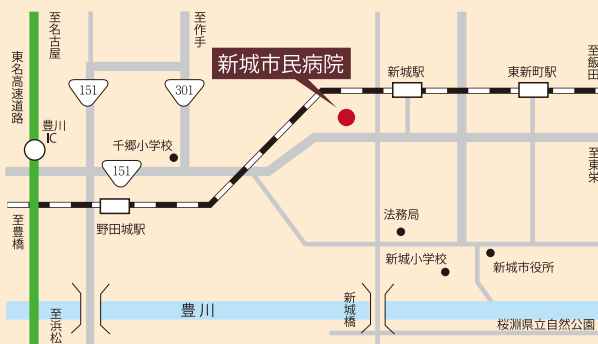 至名古屋
至作手
東名高速道路
新城市民病院
新城駅
東新町駅
至飯田
151
301
豊川
IC
千郷小学校
151
至東栄
至豊橋
野田城駅
法務局
新城小学校
新城市役所
至浜松
豊川
新城橋
桜淵県立自然公園